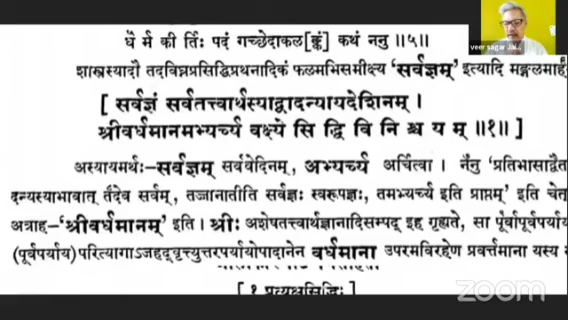 धर्मकीर्तिः पदं गच्छेदाकल[ङ्कं] कथं ननु ॥५॥
veer sagar Jai...
शास्त्रस्यादौ तदविघ्नप्रसिद्धिप्रथनादिकं फलमभिसमीक्ष्य 'सर्वज्ञम्' इत्यादि मङ्गलमाह
[ सर्वज्ञं सर्वतत्त्वार्थस्याद्वादन्यायदेशिनम् ।
श्रीवर्धमानमभ्यर्च्य वक्ष्ये सि द्धि वि नि श्च य म् ॥१॥ ]
अस्यायमर्थः–सर्वज्ञम् सर्ववेदिनम्, अभ्यर्च्य अर्चित्वा । ननु 'प्रतिभासाद्वैत
दन्यस्याभावात् तदेव सर्वम्, तज्जानातीति सर्वज्ञः स्वरूपज्ञः, तमभ्यर्च्य इति प्राप्तम्' इति चेत्
अत्राह–'श्रीवर्धमानम्' इति । श्रीः अशेषतत्त्वार्थज्ञानादिसम्पद् इह गृह्यते, सा पूर्वापूर्वपर्याय
(पूर्वपर्याय) परित्यागाऽजहद्वृत्त्युत्तरपर्यायोपादानेन वर्धमाना उपरमविरहेण प्रवर्त्तमाना यस्य
[ १ प्रत्यक्षसिद्धिः ]
zoom